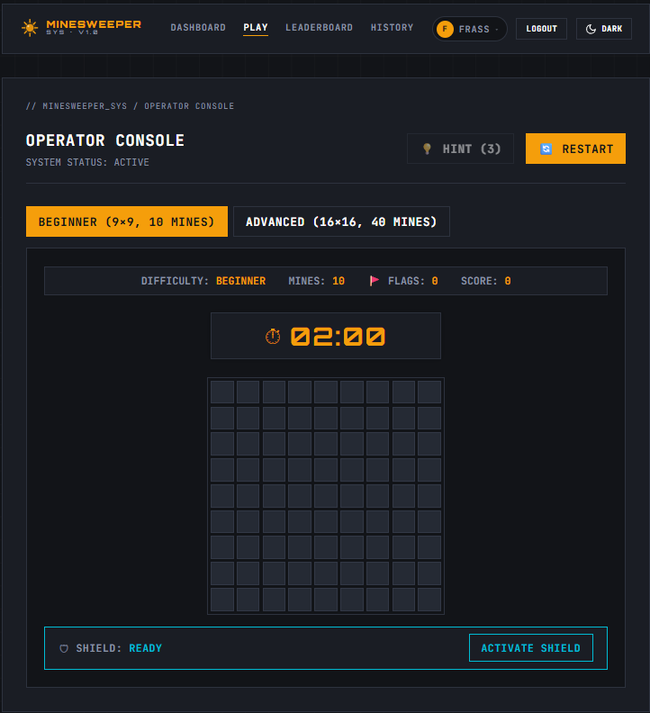 MINESWEEPER
SYS · V1.0
DASHBOARD PLAY LEADERBOARD HISTORY
F FRASS
LOGOUT
DARK
// MINESWEEPER_SYS / OPERATOR CONSOLE
OPERATOR CONSOLE
SYSTEM STATUS: ACTIVE
HINT (3)
RESTART
BEGINNER (9×9, 10 MINES)
ADVANCED (16×16, 40 MINES)
DIFFICULTY: BEGINNER MINES: 10 FLAGS: 0 SCORE: 0
02:00
SHIELD: READY
ACTIVATE SHIELD